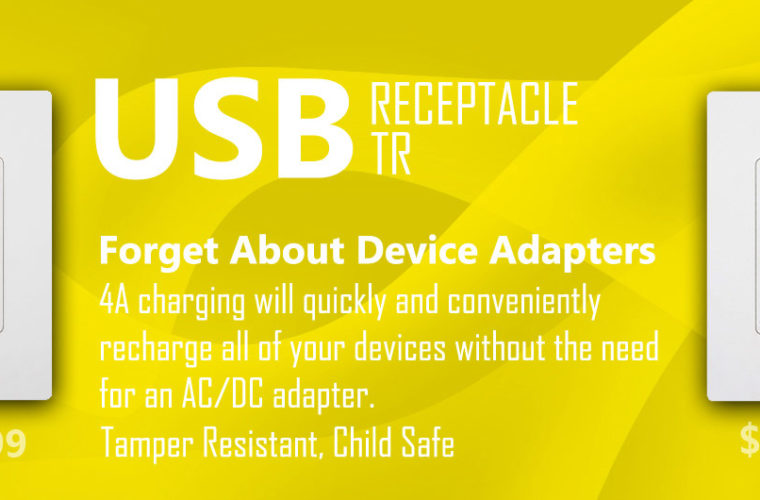 USB RECEPTACLE
TR
Forget About Device Adapters
4A charging will quickly and conveniently
recharge all of your devices without the need
for an AC/DC adapter.
Tamper Resistant, Child Safe
99
$